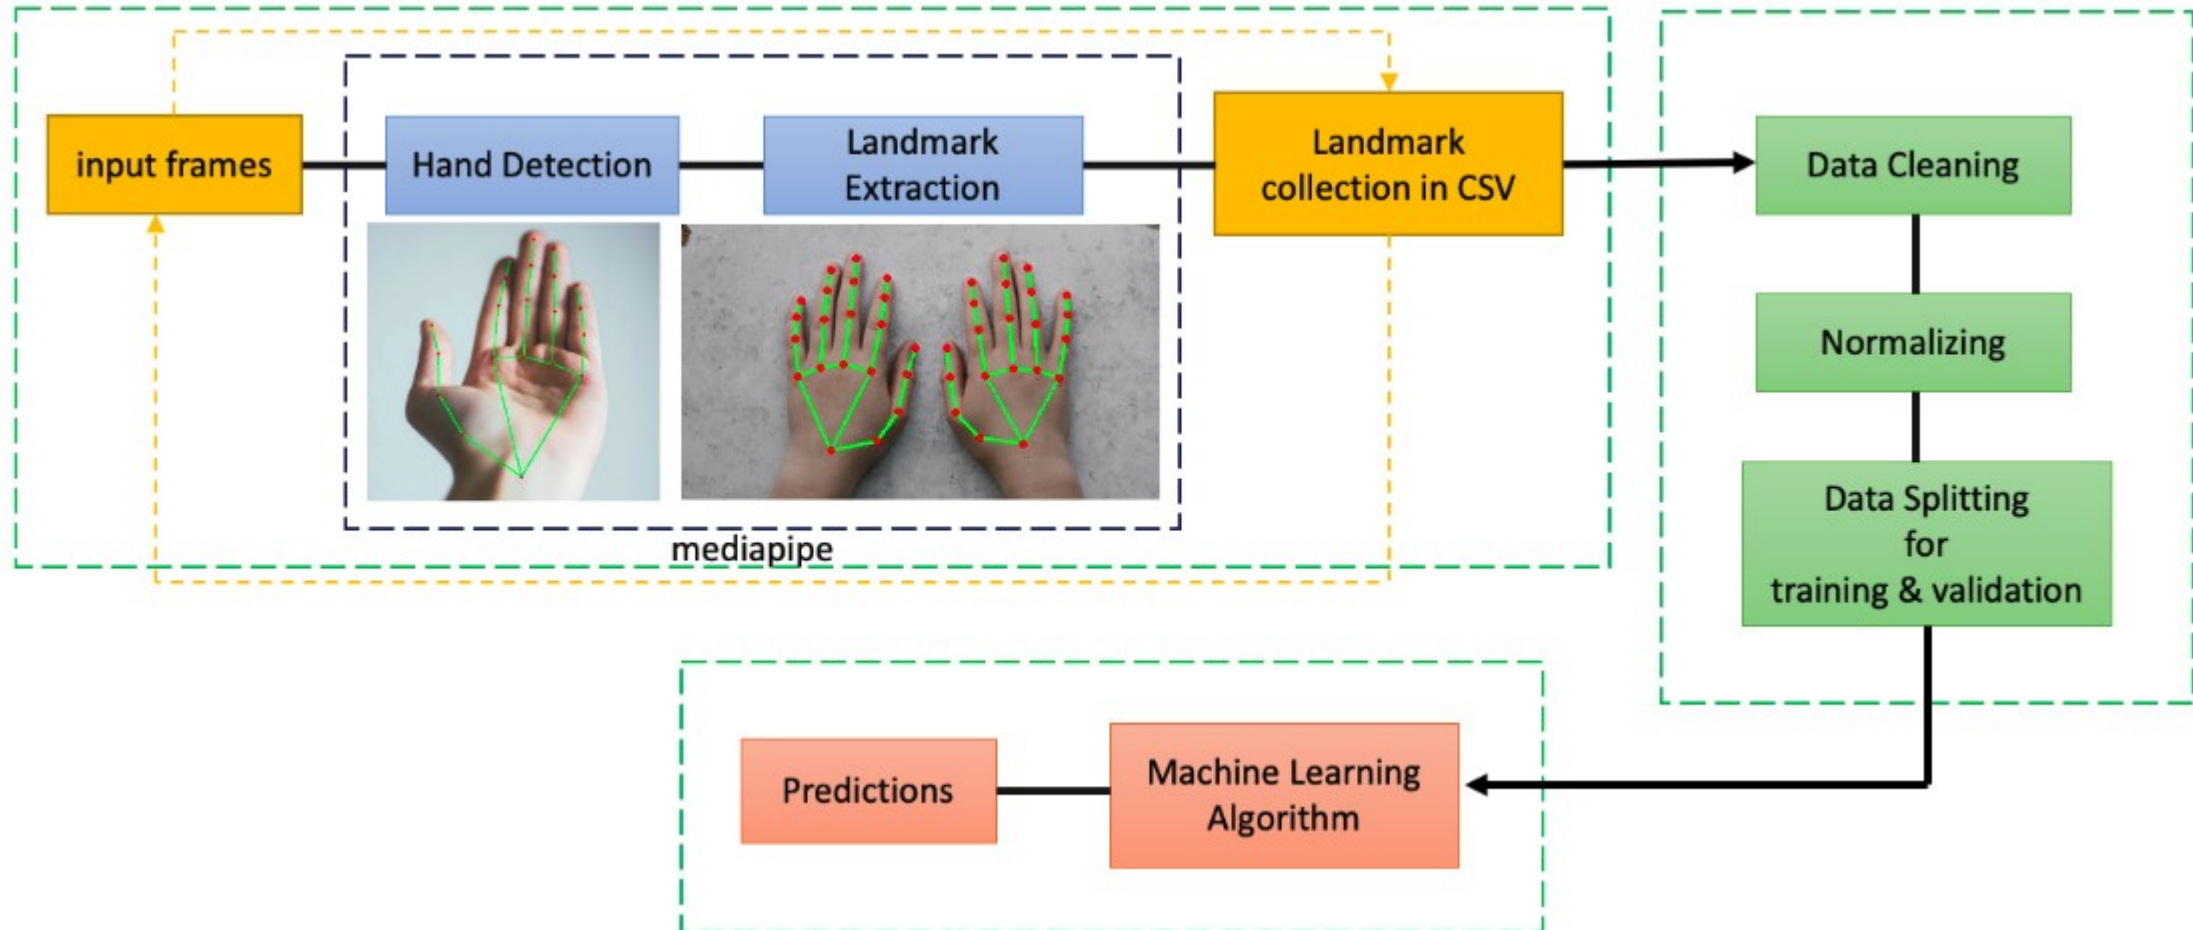 input frames
Hand Detection
Landmark
Extraction
Landmark
collection in CSV
mediapipe
Data Cleaning
Normalizing
Data Splitting
for
training & validation
Machine Learning
Algorithm
Predictions